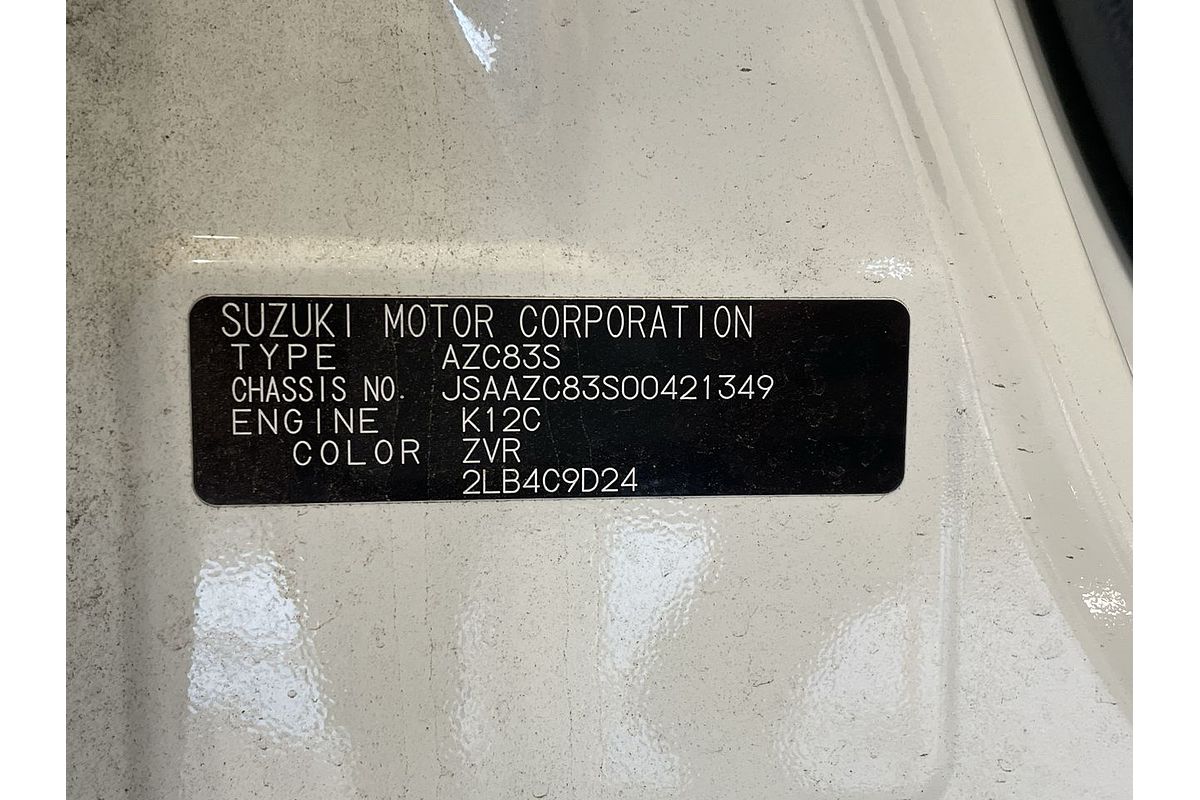 SUZUKI MOTOR CORPORATION
TYPE AZC83S
CHASSIS NO. JSAAZC83S00421349
ENGINE K12C
COLOR ZVR
2LB4C9D24